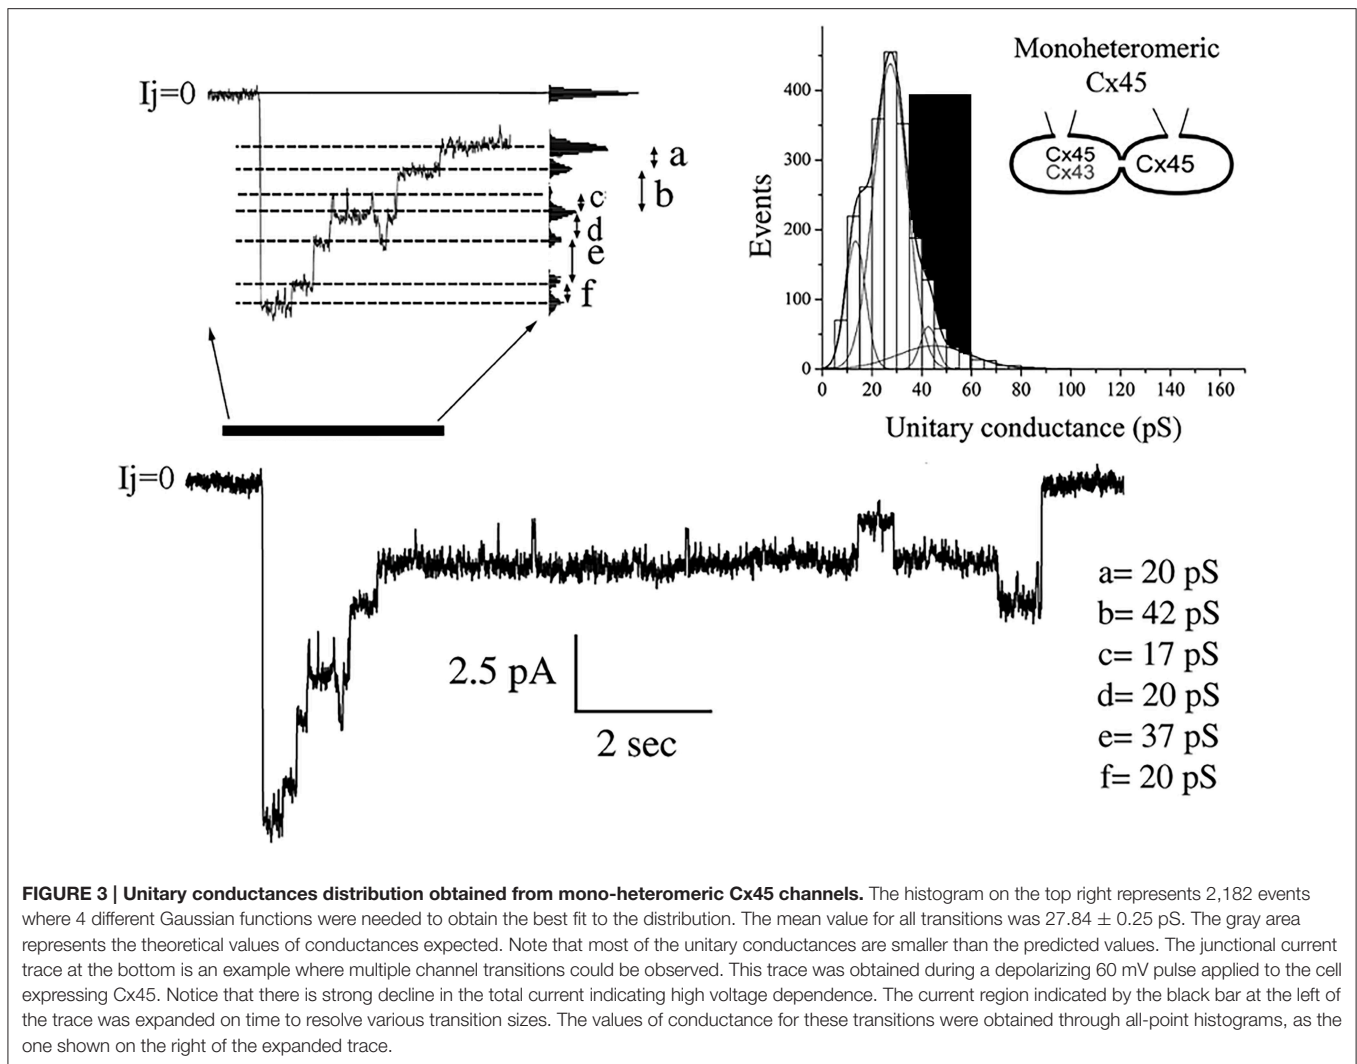 Ij=0
a
b
c
d
e
f
Monoheteromeric
Cx45
Cx45
Cx43
Cx45
Events
400
300
200
100
0
0 20 40 60 80 100 120 140 160
Unitary conductance (pS)
Ij=0
2.5 pA
2 sec
a= 20 pS
b= 42 pS
c= 17 pS
d= 20 pS
e= 37 pS
f= 20 pS
FIGURE 3 | Unitary conductances distribution obtained from mono-heteromeric Cx45 channels. The histogram on the top right represents 2,182 events
where 4 different Gaussian functions were needed to obtain the best fit to the distribution. The mean value for all transitions was 27.84 ± 0.25 pS. The gray area
represents the theoretical values of conductances expected. Note that most of the unitary conductances are smaller than the predicted values. The junctional current
trace at the bottom is an example where multiple channel transitions could be observed. This trace was obtained during a depolarizing 60 mV pulse applied to the cell
expressing Cx45. Notice that there is strong decline in the total current indicating high voltage dependence. The current region indicated by the black bar at the left of
the trace was expanded on time to resolve various transition sizes. The values of conductance for these transitions were obtained through all-point histograms, as the
one shown on the right of the expanded trace.